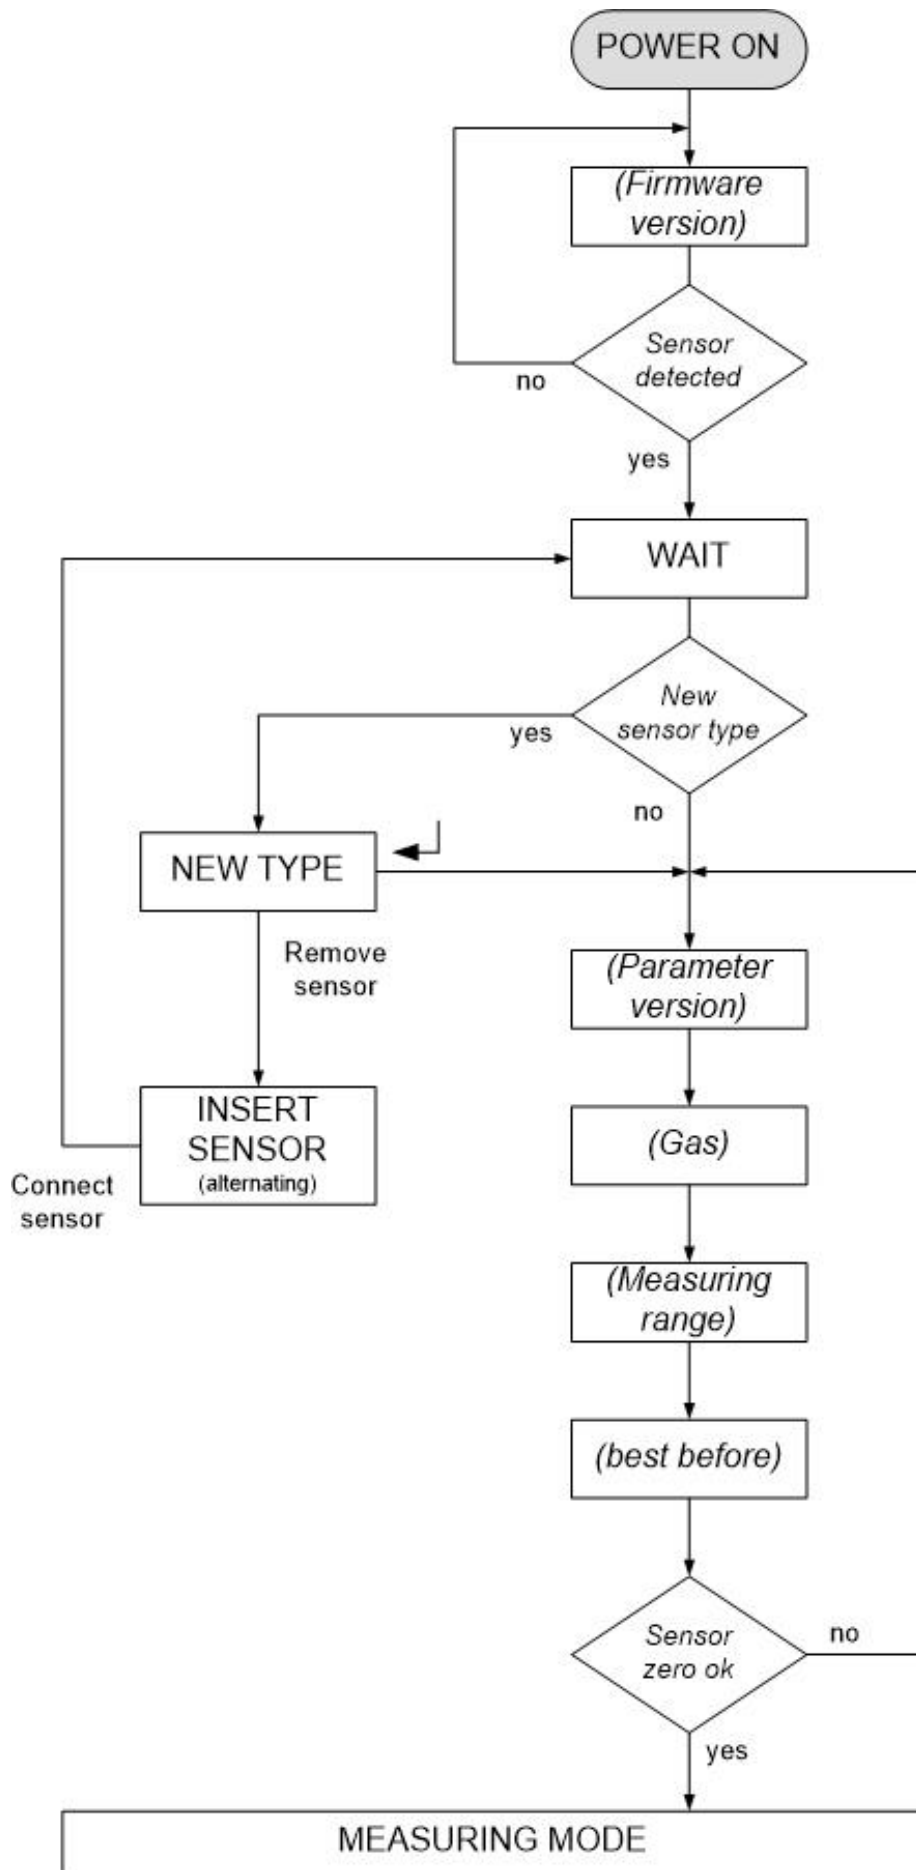 POWER ON
(Firmware
version)
Sensor
detected
no
yes
WAIT
New
sensor type
yes
no
NEW TYPE
Remove
sensor
(Parameter
version)
INSERT
SENSOR
(alternating)
(Gas)
Connect
sensor
(Measuring
range)
(best before)
Sensor
zero ok
no
yes
MEASURING MODE